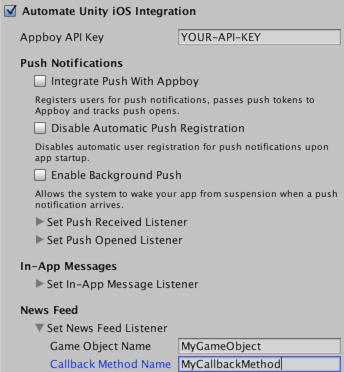 Automate Unity iOS Integration
Appboy API Key YOUR-API-KEY
Push Notifications
Integrate Push With Appboy
Registers users for push notifications, passes push tokens to
Appboy and tracks push opens.
Disable Automatic Push Registration
Disables automatic user registration for push notifications upon
app startup.
Enable Background Push
Allows the system to wake your app from suspension when a push
notification arrives.
Set Push Received Listener
Set Push Opened Listener
In-App Messages
Set In-App Message Listener
News Feed
Set News Feed Listener
Game Object Name MyGameObject
Callback Method Name MyCallbackMethod